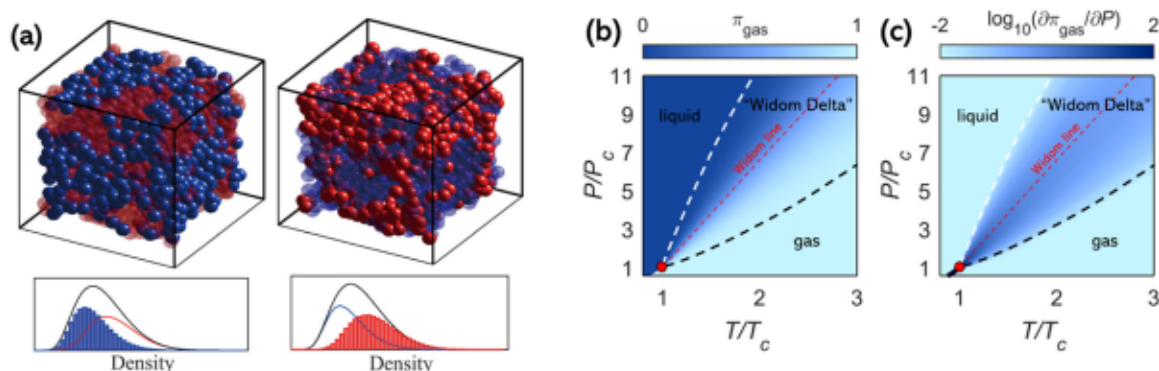 (a)
Density
Density
(b)
0
π_gas
1
11
9
7
5
3
1
P/P_c
liquid
"Widom Delta"
Widom line
gas
1
2
3
T/T_c
(c)
-2
log₁₀(∂π_gas/∂P)
2
11
9
7
5
3
1
P/P_c
liquid
"Widom Delta"
Widom line
gas
1
2
3
T/T_c